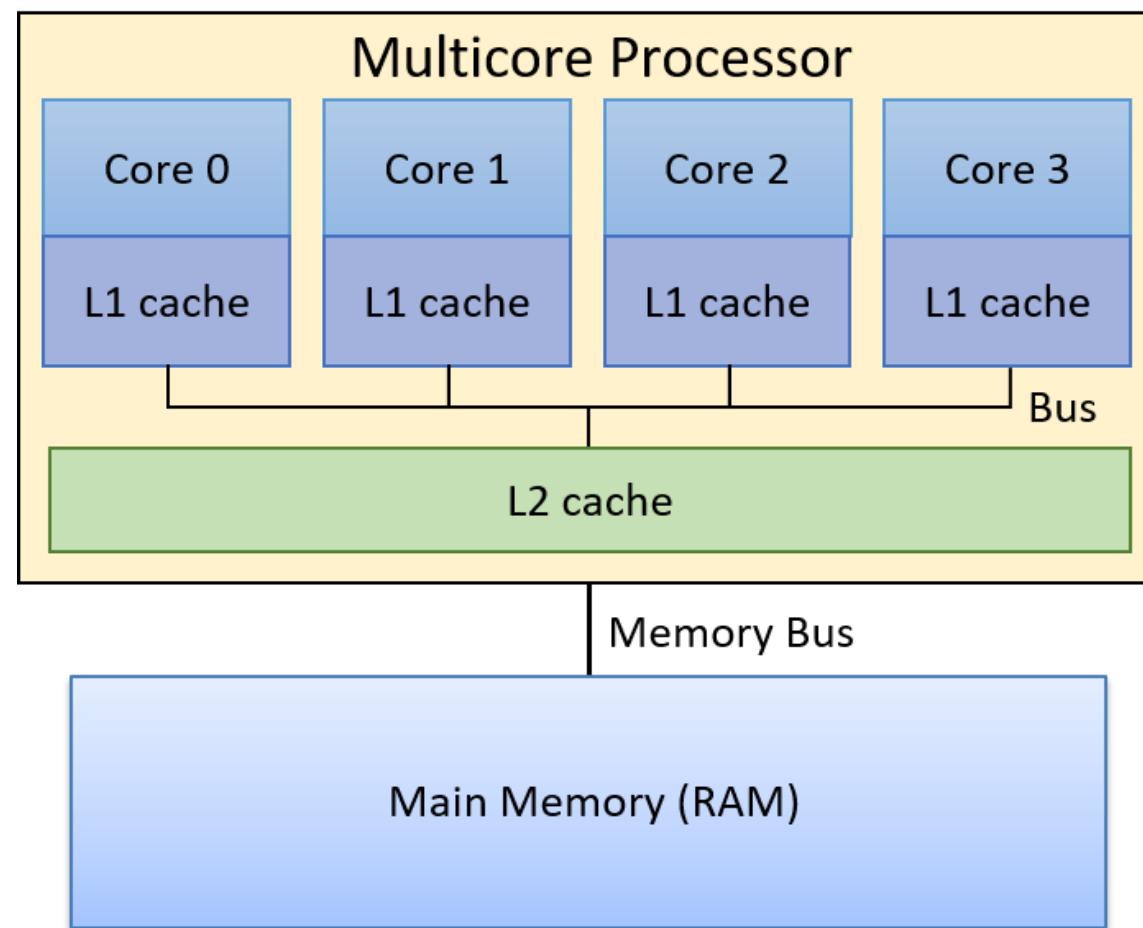 Multicore Processor
Core 0
Core 1
Core 2
Core 3
L1 cache
L1 cache
L1 cache
L1 cache
Bus
L2 cache
Memory Bus
Main Memory (RAM)